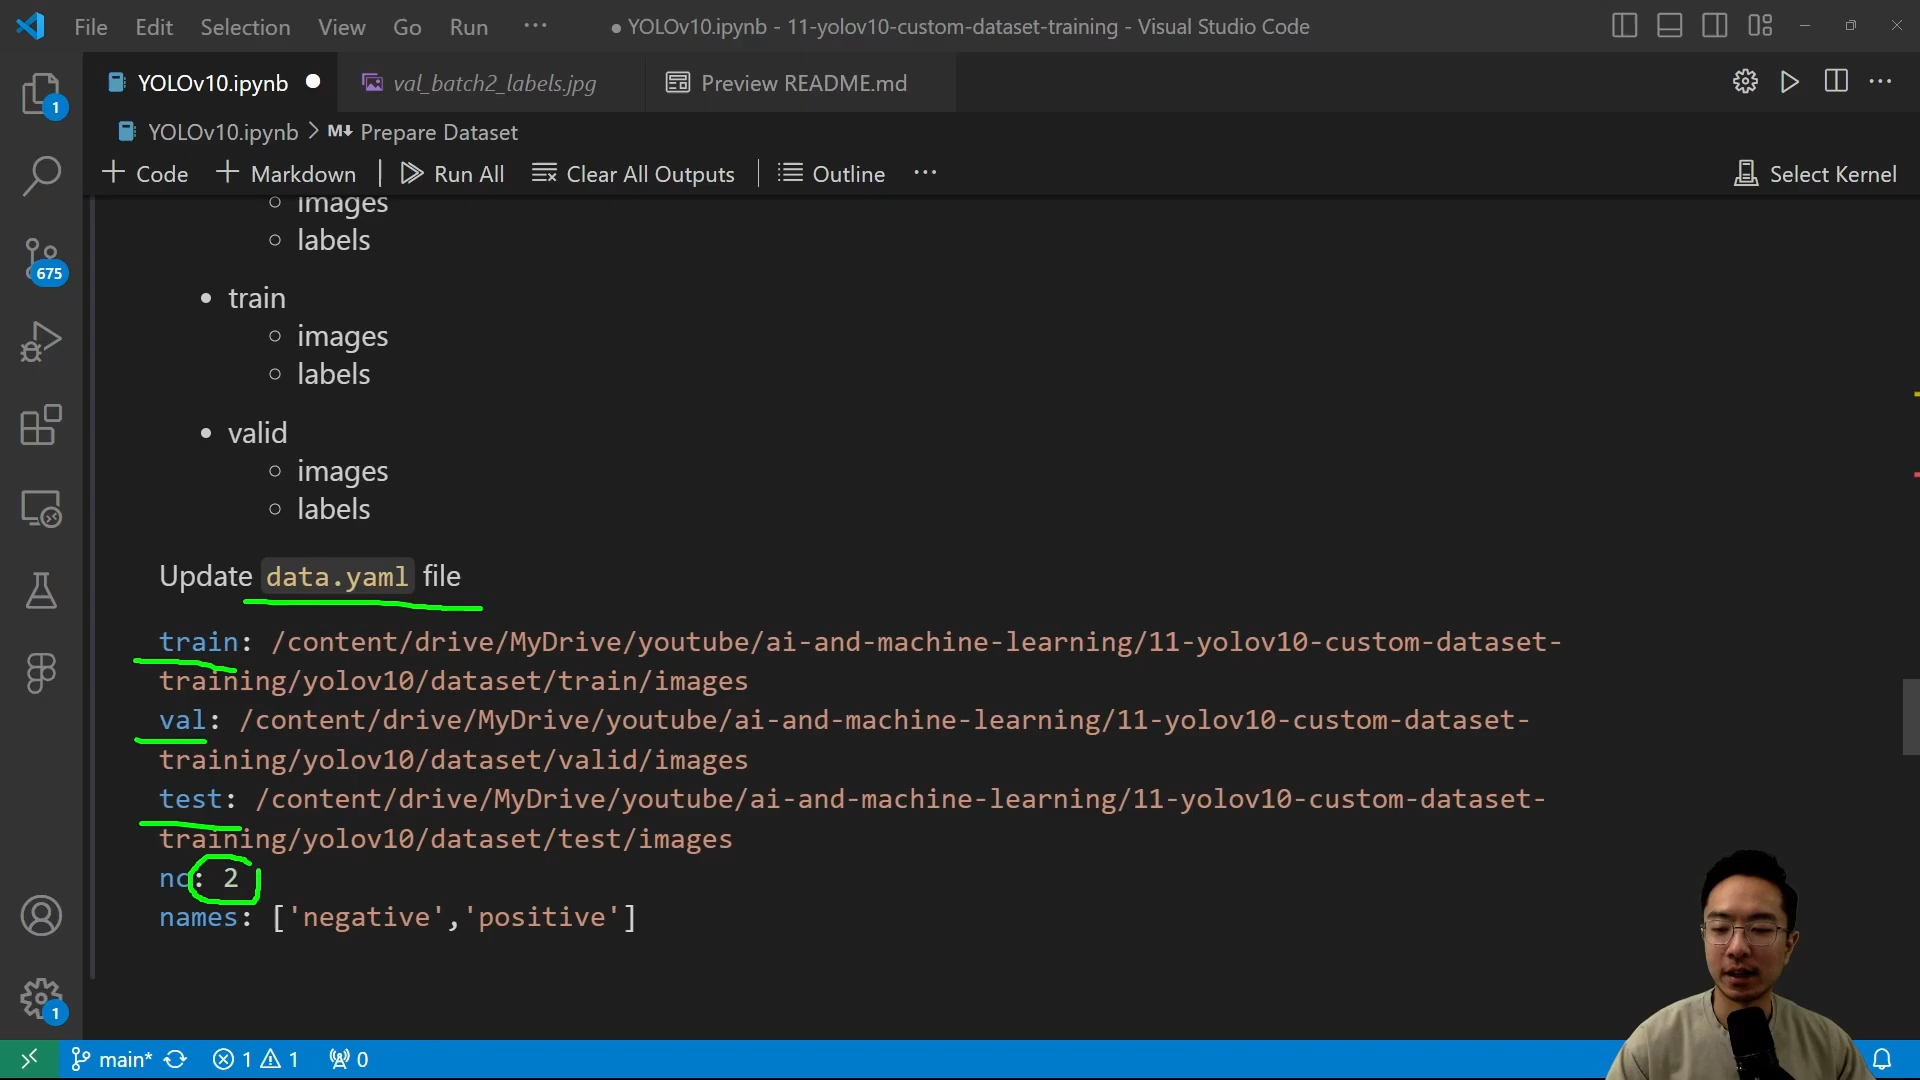 File Edit Selection View Go Run ··· ● YOLOv10.ipynb - 11-yolov10-custom-dataset-training - Visual Studio Code
YOLOv10.ipynb val_batch2_labels.jpg Preview README.md
YOLOv10.ipynb > M↓ Prepare Dataset
+ Code + Markdown | Run All Clear All Outputs | Outline ··· Select Kernel
1
675
1
images
labels
train
images
labels
valid
images
labels
Update data.yaml file
train: /content/drive/MyDrive/youtube/ai-and-machine-learning/11-yolov10-custom-dataset-
training/yolov10/dataset/train/images
val: /content/drive/MyDrive/youtube/ai-and-machine-learning/11-yolov10-custom-dataset-
training/yolov10/dataset/valid/images
test: /content/drive/MyDrive/youtube/ai-and-machine-learning/11-yolov10-custom-dataset-
training/yolov10/dataset/test/images
nc: 2
names: ['negative','positive']
main* 1 1 0